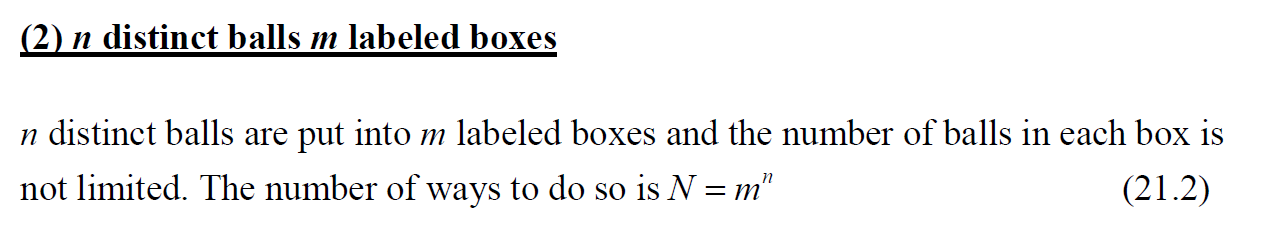 (2) n distinct balls m labeled boxes
n distinct balls are put into m labeled boxes and the number of balls in each box is
not limited. The number of ways to do so is N = mⁿ (21.2)